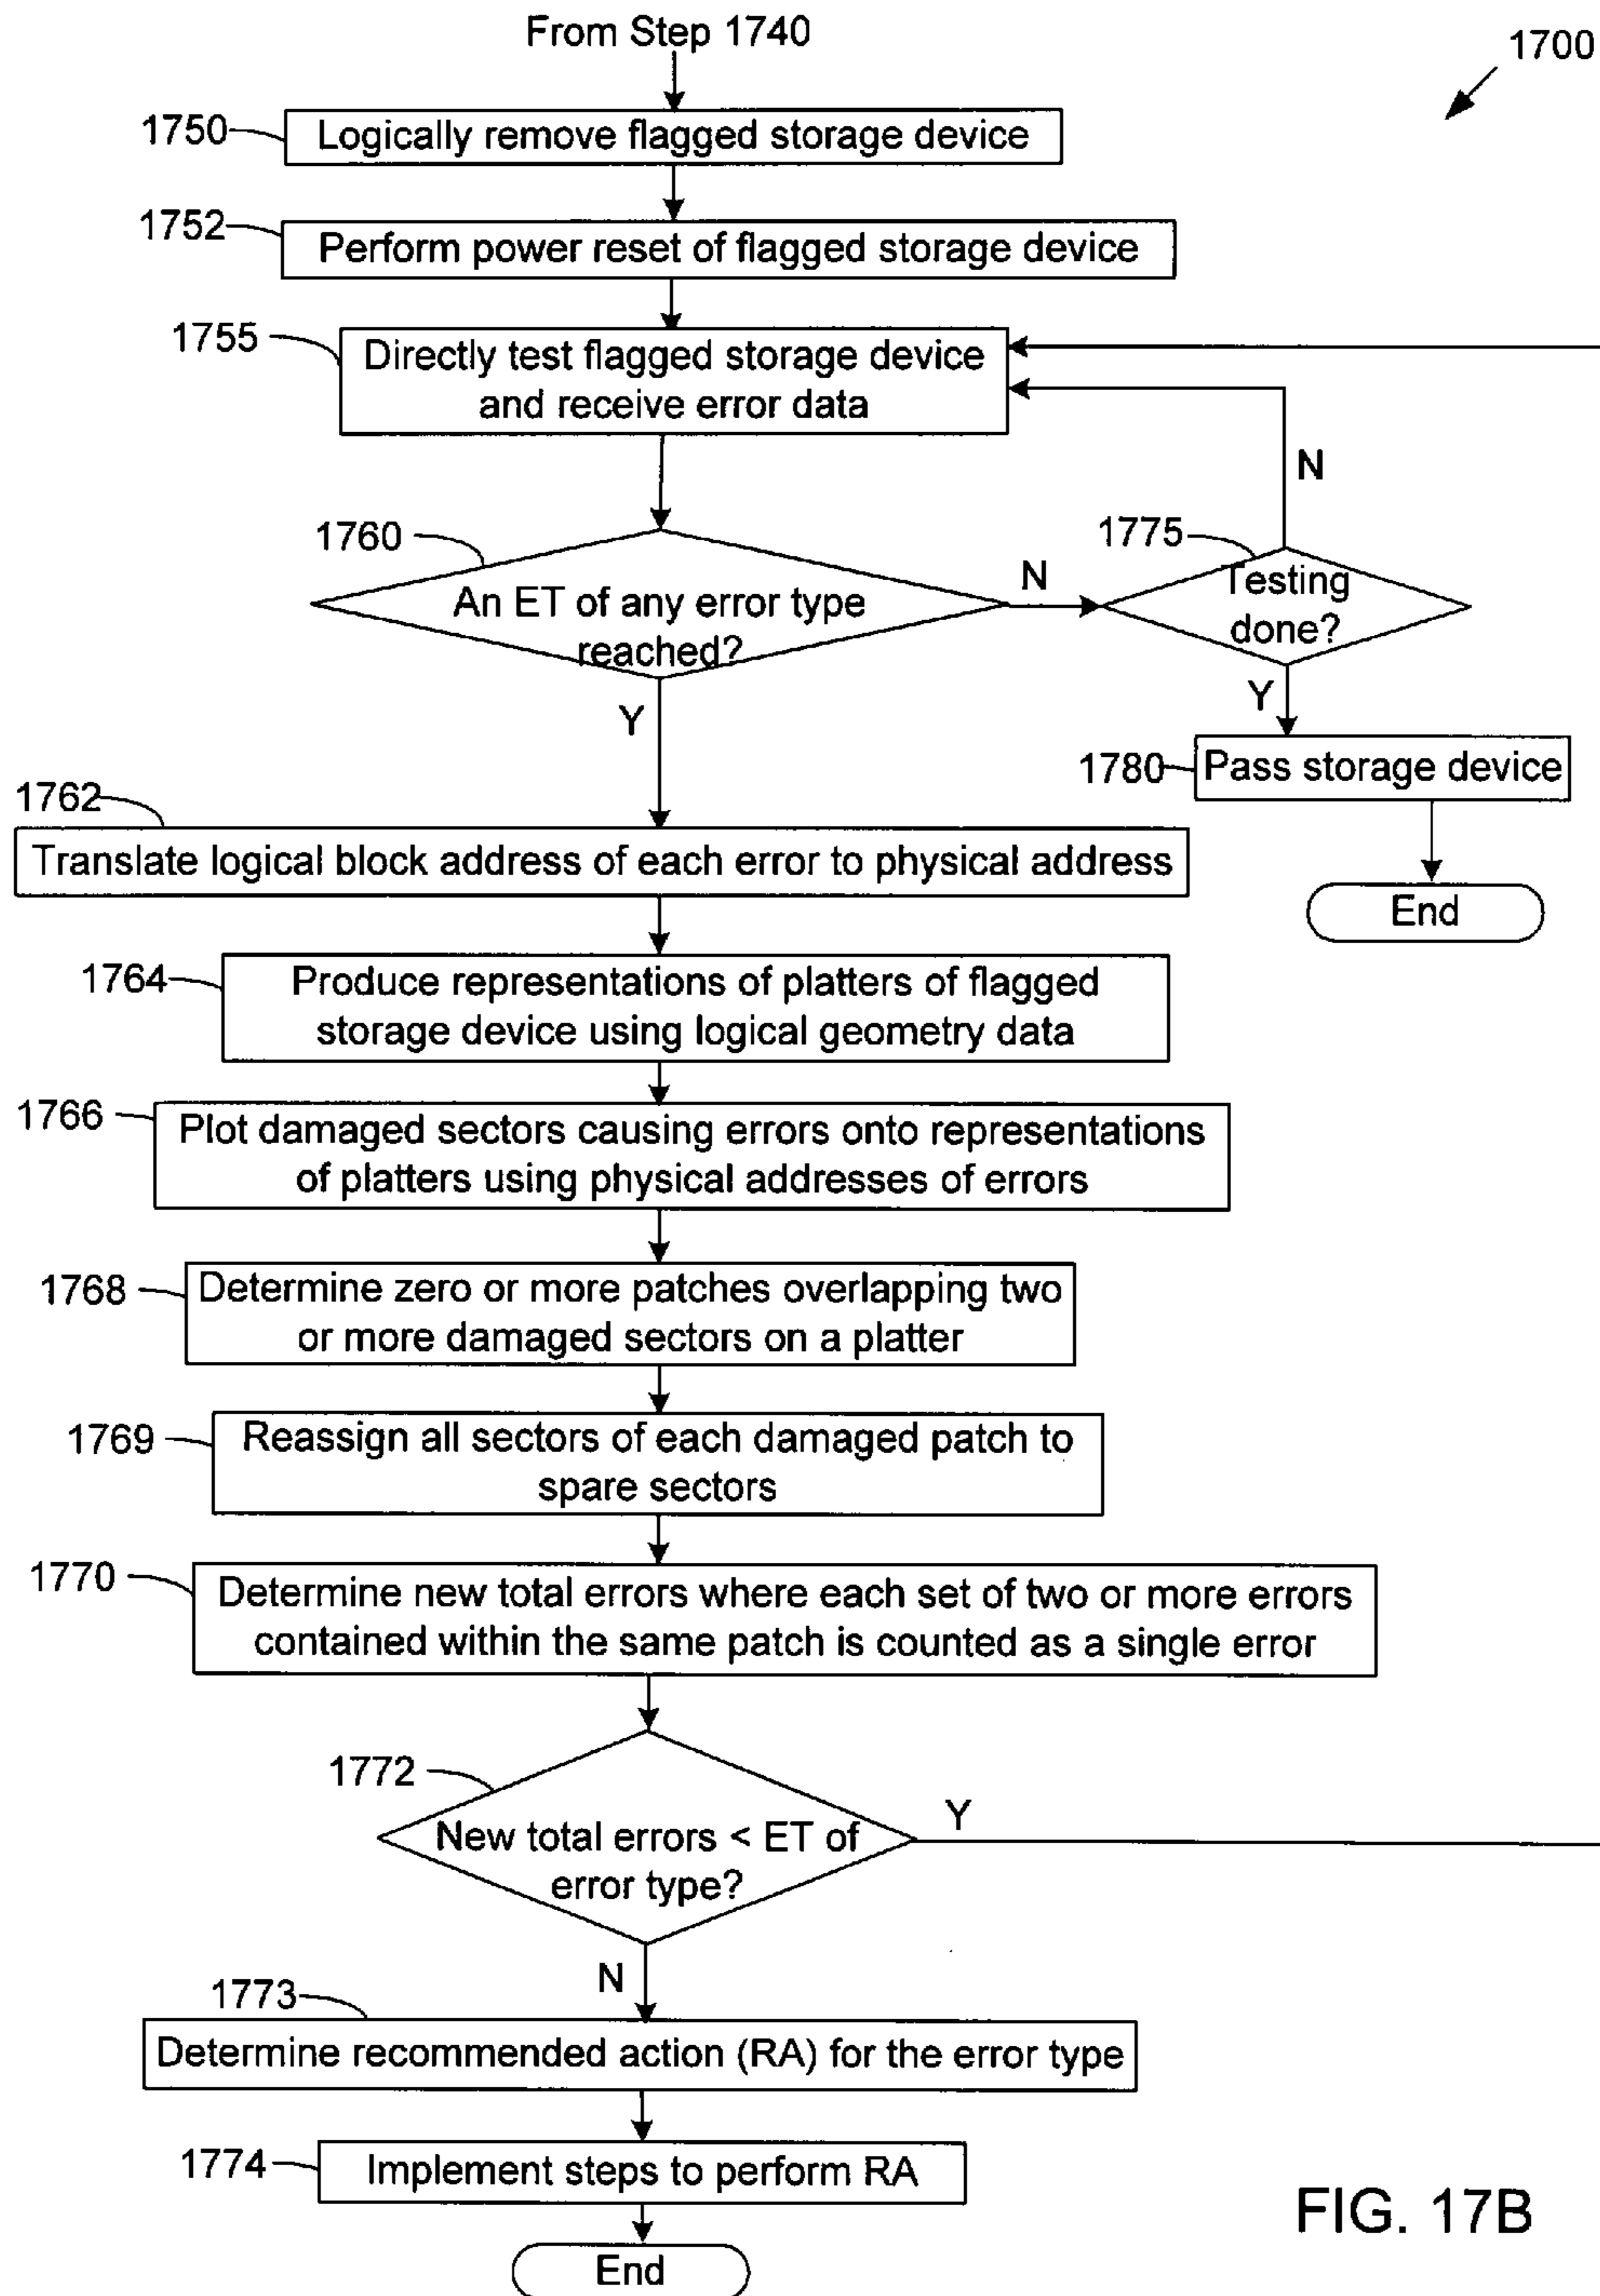 From Step 1740
1700
1750
Logically remove flagged storage device
1752
Perform power reset of flagged storage device
1755
Directly test flagged storage device
and receive error data
N
1760
An ET of any error type
reached?
N
1775
Testing
done?
Y
Y
1780
Pass storage device
End
1762
Translate logical block address of each error to physical address
1764
Produce representations of platters of flagged
storage device using logical geometry data
1766
Plot damaged sectors causing errors onto representations
of platters using physical addresses of errors
1768
Determine zero or more patches overlapping two
or more damaged sectors on a platter
1769
Reassign all sectors of each damaged patch to
spare sectors
1770
Determine new total errors where each set of two or more errors
contained within the same patch is counted as a single error
1772
New total errors < ET of
error type?
Y
N
1773
Determine recommended action (RA) for the error type
1774
Implement steps to perform RA
End
FIG. 17B